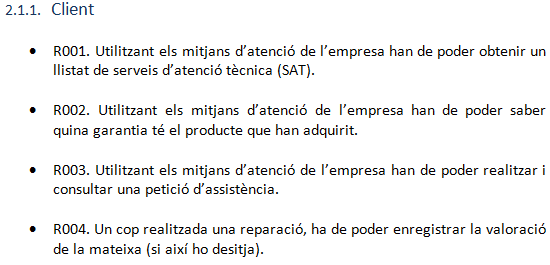 2.1.1. Client
• R001. Utilitzant els mitjans d’atenció de l’empresa han de poder obtenir un
llistat de serveis d’atenció tècnica (SAT).
• R002. Utilitzant els mitjans d’atenció de l’empresa han de poder saber
quina garantia té el producte que han adquirit.
• R003. Utilitzant els mitjans d’atenció de l’empresa han de poder realitzar i
consultar una petició d’assistència.
• R004. Un cop realitzada una reparació, ha de poder enregistrar la valoració
de la mateixa (si així ho desitja).